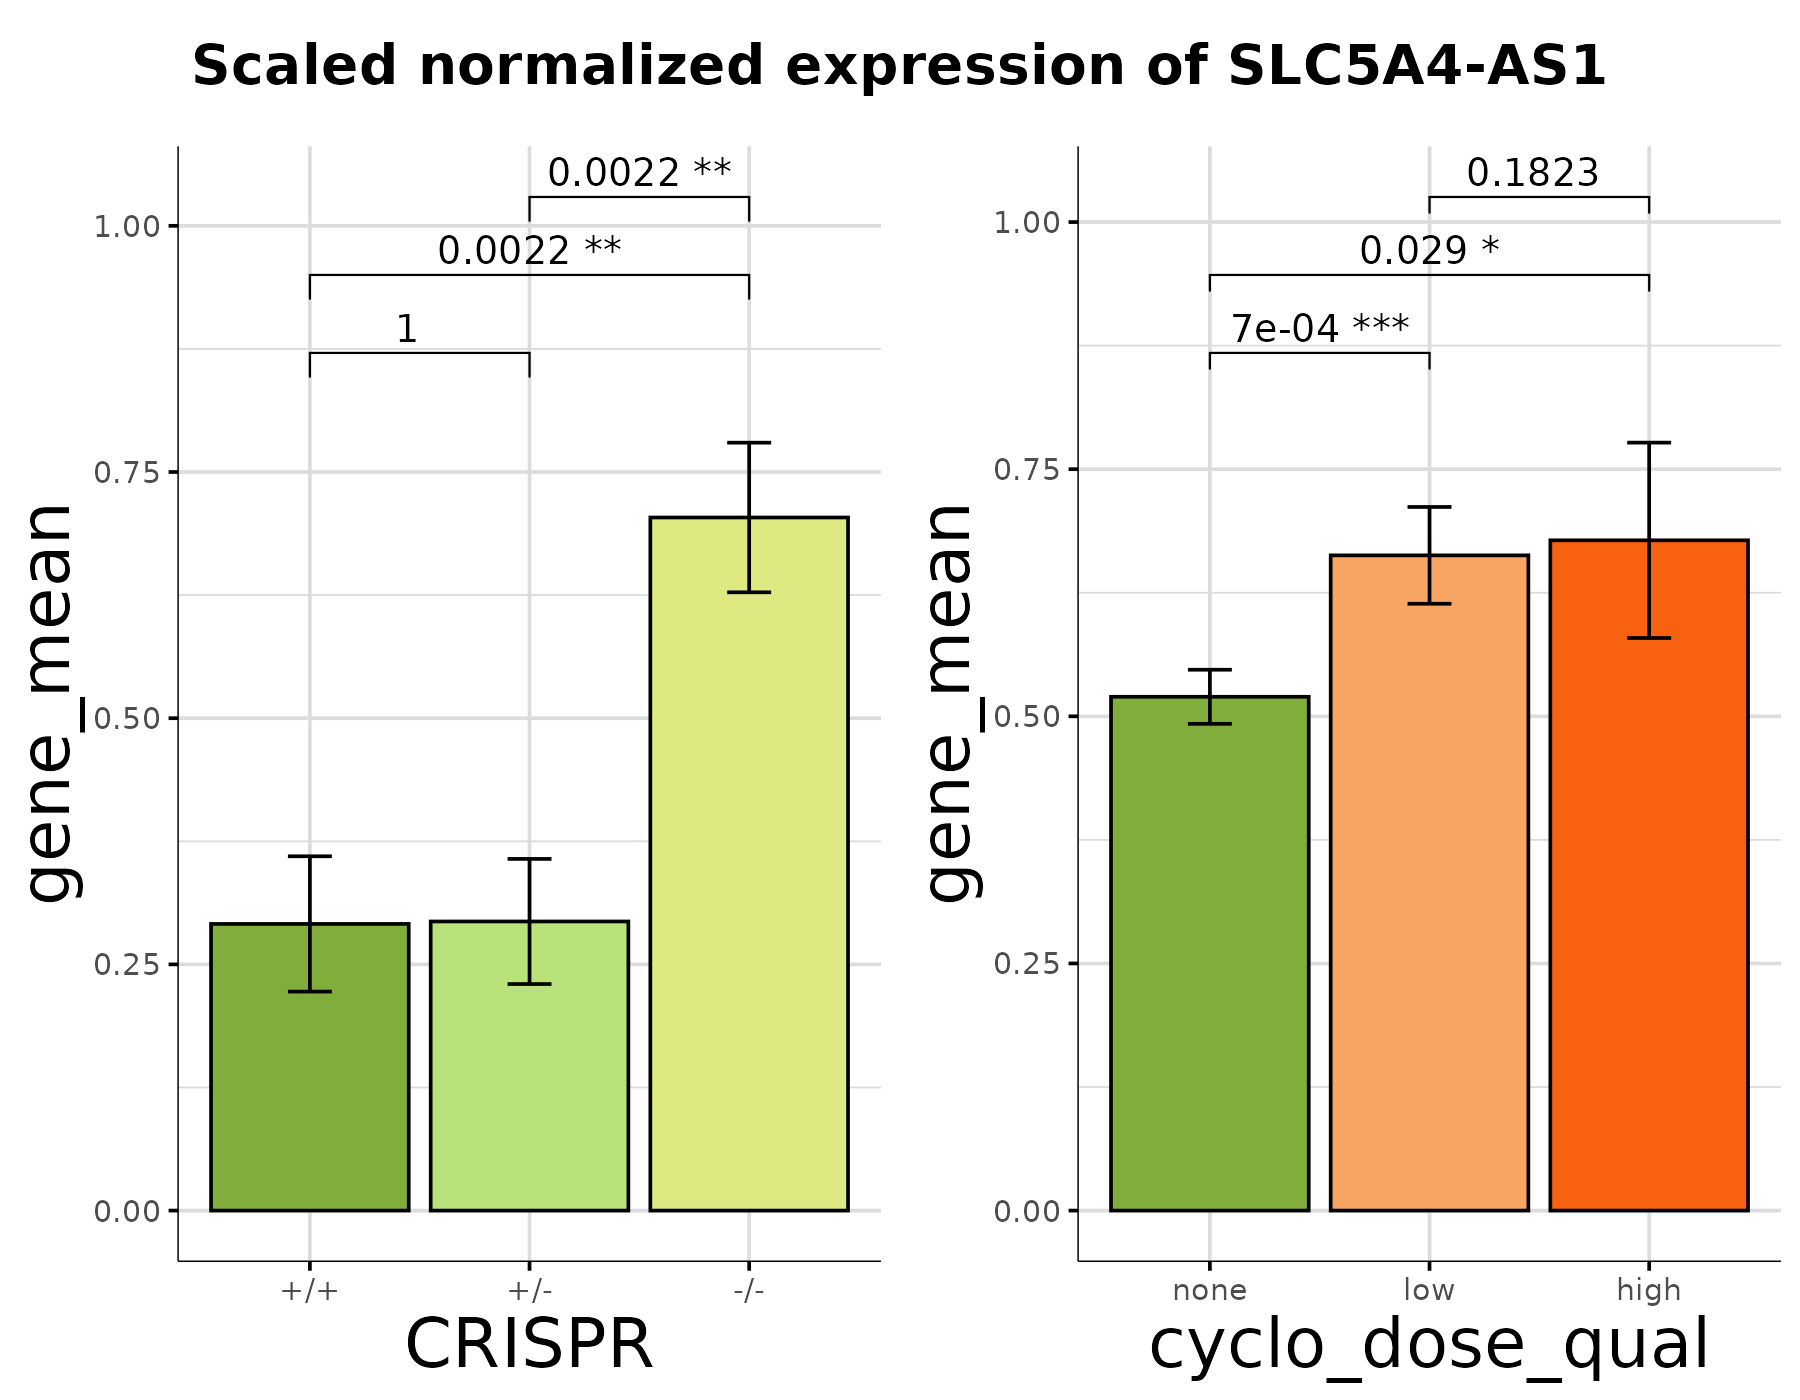 Scaled normalized expression of SLC5A4-AS1
gene_mean
1.00
0.75
0.50
0.25
0.00
0.0022 **
0.0022 **
1
+/+ +/- -/-
CRISPR
gene_mean
1.00
0.75
0.50
0.25
0.00
0.1823
0.029 *
7e-04 ***
none low high
cyclo_dose_qual